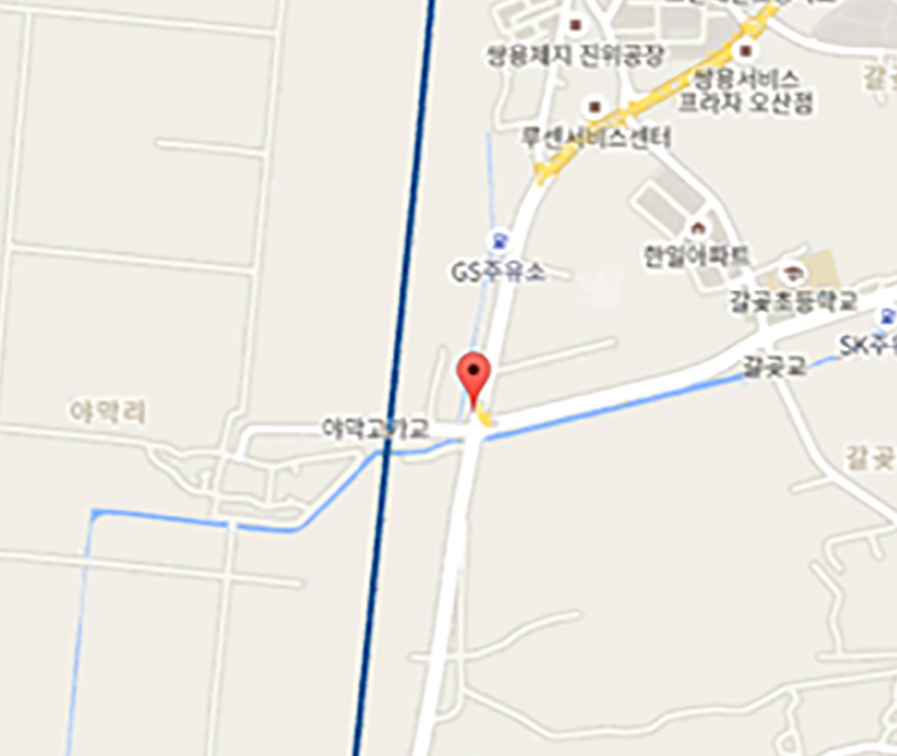 쌍용제지 진위공장
쌍용서비스
프라자 오산점
루센서비스센터
한일아파트
GS주유소
갈곶초등학교
SK주유
갈곶교
야막리
야막고가교
갈곶